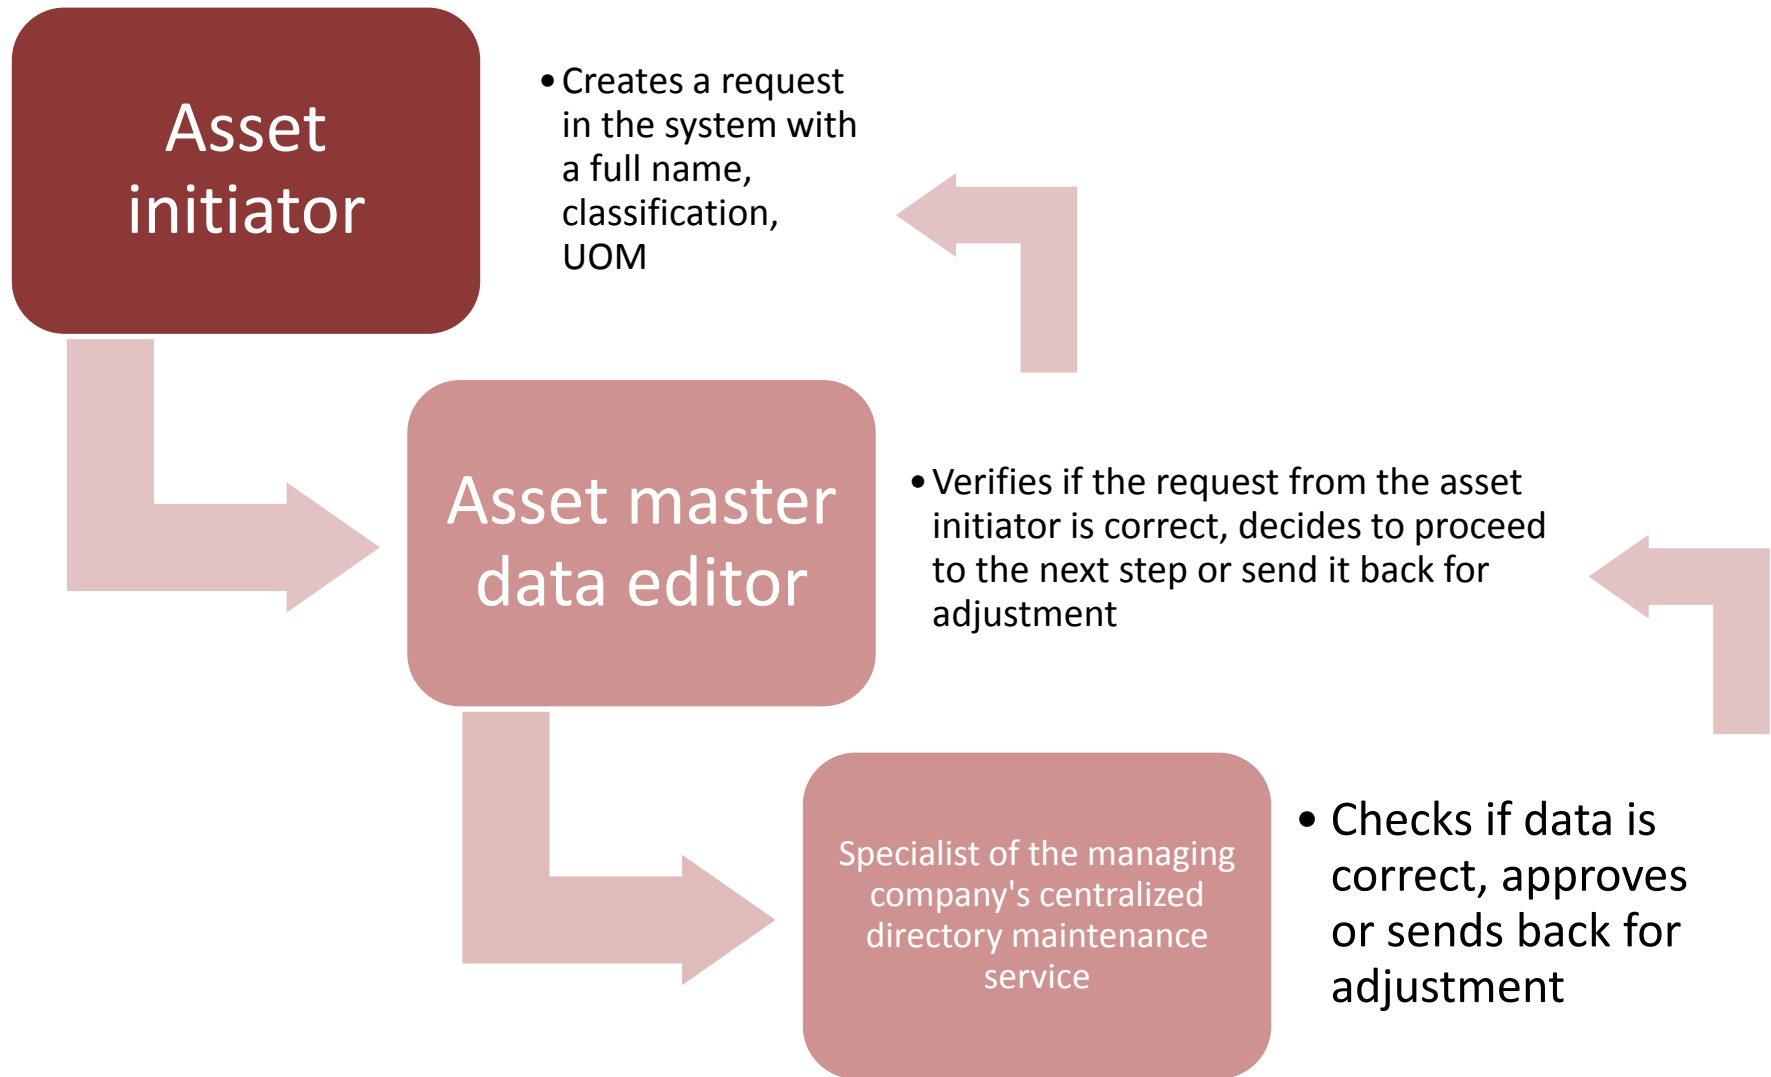 Asset
initiator
•Creates a request
in the system with
a full name,
classification,
UOM
Asset master
data editor
•Verifies if the request from the asset
initiator is correct, decides to proceed
to the next step or send it back for
adjustment
Specialist of the managing
company's centralized
directory maintenance
service
• Checks if data is
correct, approves
or sends back for
adjustment